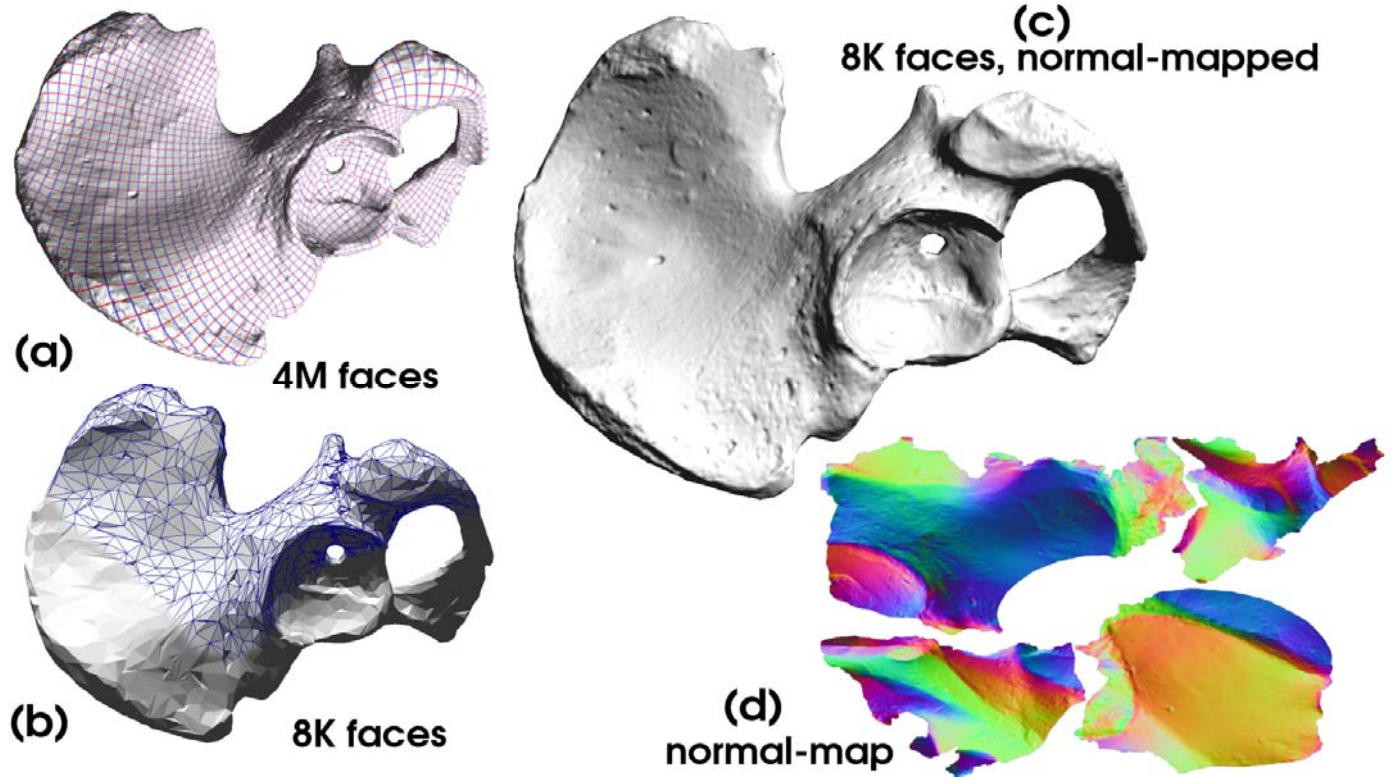 (c)
8K faces, normal-mapped
(a)
4M faces
(b)
8K faces
(d)
normal-map